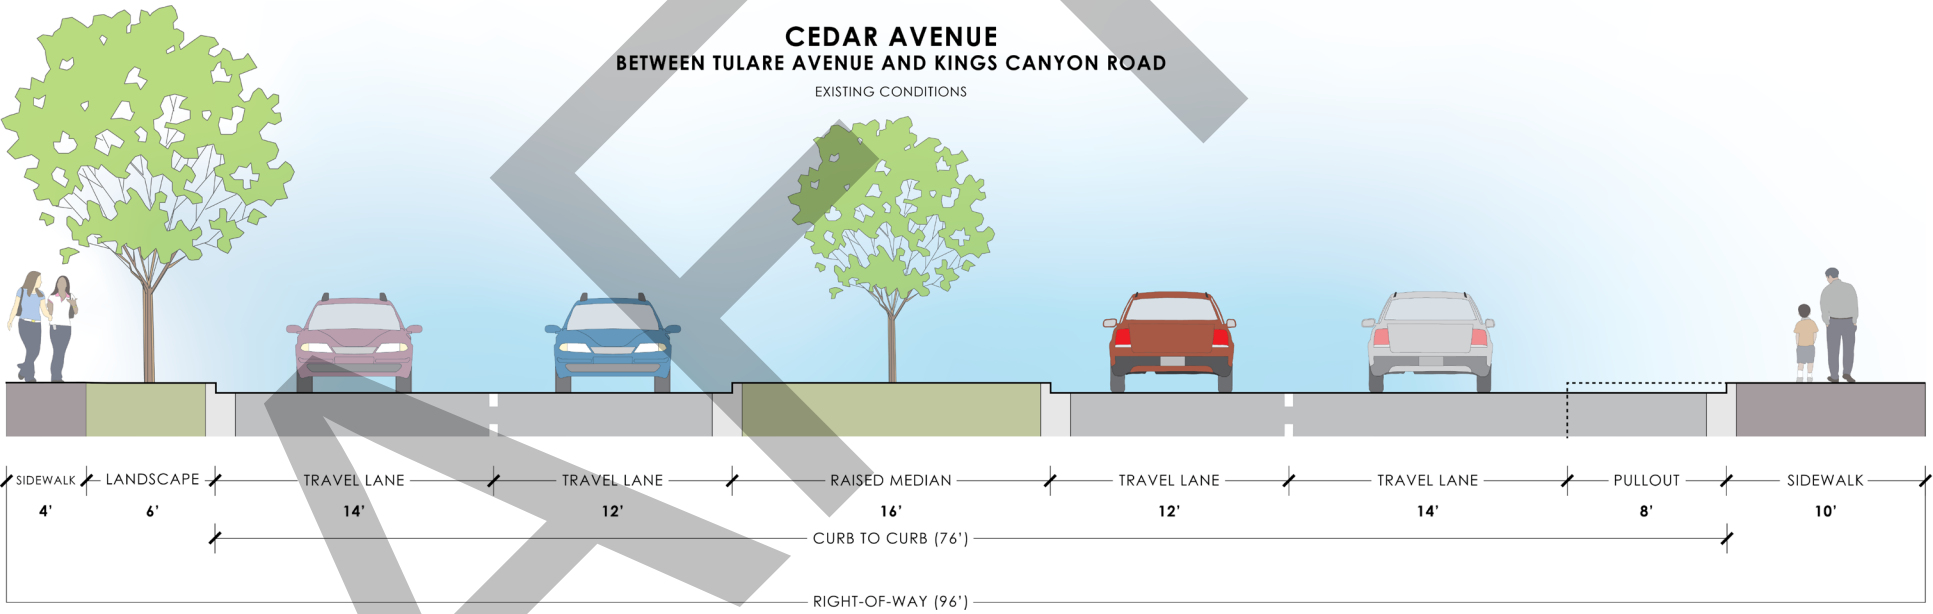 CEDAR AVENUE
BETWEEN TULARE AVENUE AND KINGS CANYON ROAD
EXISTING CONDITIONS
SIDEWALK LANDSCAPE TRAVEL LANE TRAVEL LANE RAISED MEDIAN TRAVEL LANE TRAVEL LANE PULLOUT SIDEWALK
4' 6' 14' 12' 16' 12' 14' 8' 10'
CURB TO CURB (76')
RIGHT-OF-WAY (96')